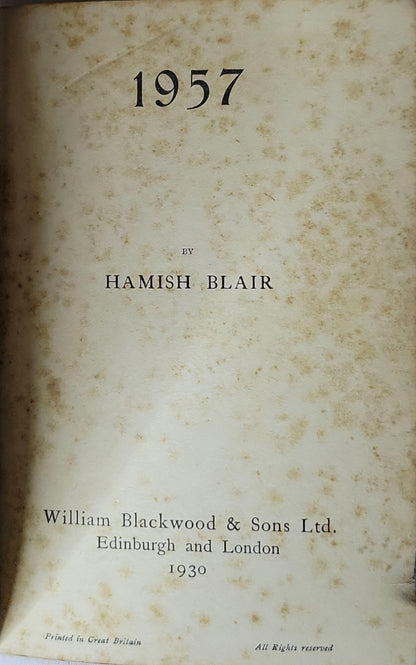 1957
BY
HAMISH BLAIR
William Blackwood & Sons Ltd.
Edinburgh and London
1930
Printed in Great Britain
All Rights reserved